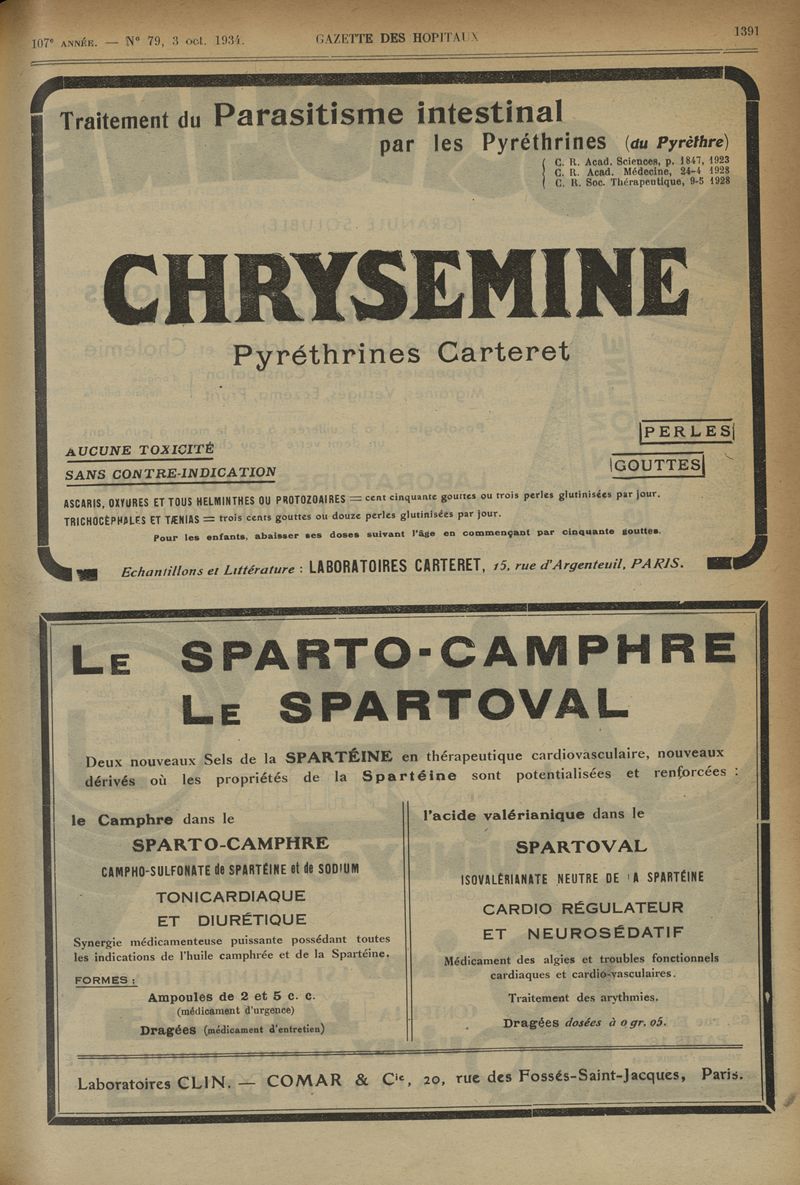 107e ANNÉE. — No 79, 3 oct. 1934.
GAZETTE DES HOPITAUX
1391
Traitement du Parasitisme intestinal
par les Pyréthrines (du Pyrèthre)
C. R. Acad. Sciences, p. 1847, 1923
C. R. Acad. Médecine, 24-4 1928
C. R. Soc. Thérapeutique, 9-5 1928
CHRYSEMINE
Pyréthrines Carteret
AUCUNE TOXICITÉ
SANS CONTRE-INDICATION
PERLES
GOUTTES
ASCARIS, OXYURES ET TOUS HELMINTHES OU PROTOZOAIRES = cent cinquante gouttes ou trois perles glutinisées par jour.
TRICHOCÉPHALES ET TÆNIAS = trois cents gouttes ou douze perles glutinisées par jour.
Pour les enfants, abaisser ses doses suivant l'âge en commençant par cinquante gouttes.
Echantillons et Littérature : LABORATOIRES CARTERET, 15, rue d'Argenteuil, PARIS.
LE SPARTO-CAMPHRE
LE SPARTOVAL
Deux nouveaux Sels de la SPARTÉINE en thérapeutique cardiovasculaire, nouveaux
dérivés où les propriétés de la Spartéine sont potentialisées et renforcées :
le Camphre dans le
SPARTO-CAMPHRE
CAMPHO-SULFONATE de SPARTÉINE et de SODIUM
TONICARDIAQUE
ET DIURÉTIQUE
Synergie médicamenteuse puissante possédant toutes
les indications de l'huile camphrée et de la Spartéine.
FORMES :
Ampoules de 2 et 5 c. c.
(médicament d'urgence)
Dragées (médicament d'entretien)
l'acide valérianique dans le
SPARTOVAL
ISOVALÉRIANATE NEUTRE DE LA SPARTÉINE
CARDIO RÉGULATEUR
ET NEUROSÉDATIF
Médicament des algies et troubles fonctionnels
cardiaques et cardio-vasculaires.
Traitement des arythmies.
Dragées dosées à 0 gr. 05.
Laboratoires CLIN. — COMAR & Cie, 20, rue des Fossés-Saint-Jacques, Paris.